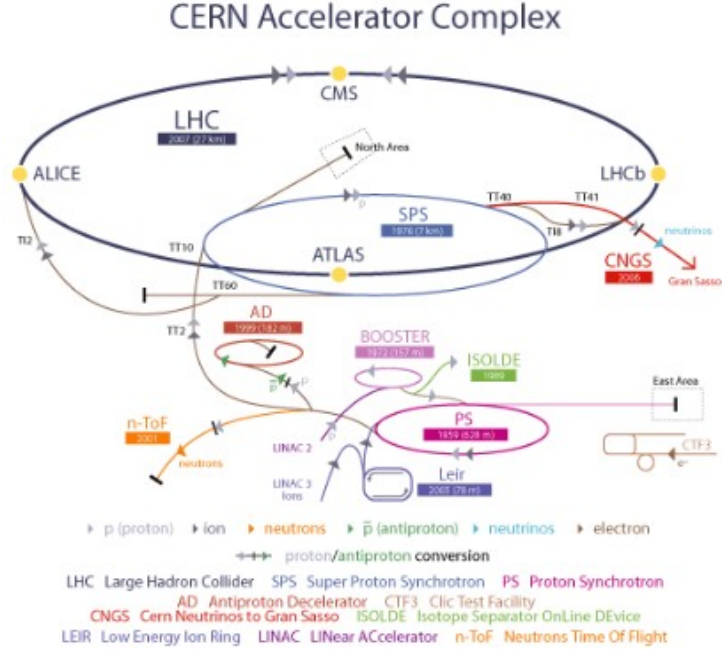 CERN Accelerator Complex
CMS
LHC
2007 (27 km)
North Area
ALICE
LHCb
TT40
TT41
SPS
1976 (7 km)
TI8
neutrinos
TI2
TT10
ATLAS
CNGS
2006
Gran Sasso
TT60
AD
1999 (182 m)
TT2
BOOSTER
1972 (157 m)
ISOLDE
1989
p
p̅
p
East Area
n-ToF
2001
PS
1959 (628 m)
LINAC 2
p
neutrons
CTF3
e-
LINAC 3
Ions
Leir
2005 (78 m)
p (proton) ion neutrons p̅ (antiproton) neutrinos electron
proton/antiproton conversion
LHC Large Hadron Collider SPS Super Proton Synchrotron PS Proton Synchrotron
AD Antiproton Decelerator CTF3 Clic Test Facility
CNGS Cern Neutrinos to Gran Sasso ISOLDE Isotope Separator OnLine DEvice
LEIR Low Energy Ion Ring LINAC LINear ACcelerator n-ToF Neutrons Time Of Flight